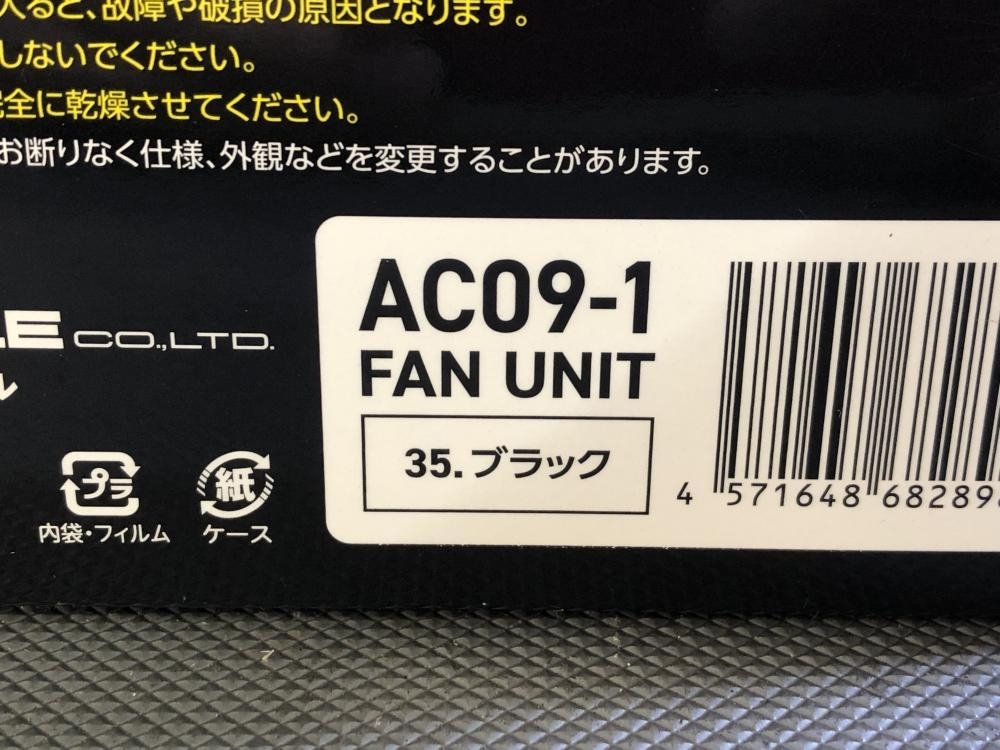 入ると、故障や破損の原因となります。
しないでください。
完全に乾燥させてください。
お断りなく仕様、外観などを変更することがあります。
AC09-1
FAN UNIT
35.ブラック
LE CO.,LTD.
ル
プラ
紙
内袋・フィルム
ケース
4 571648 68289